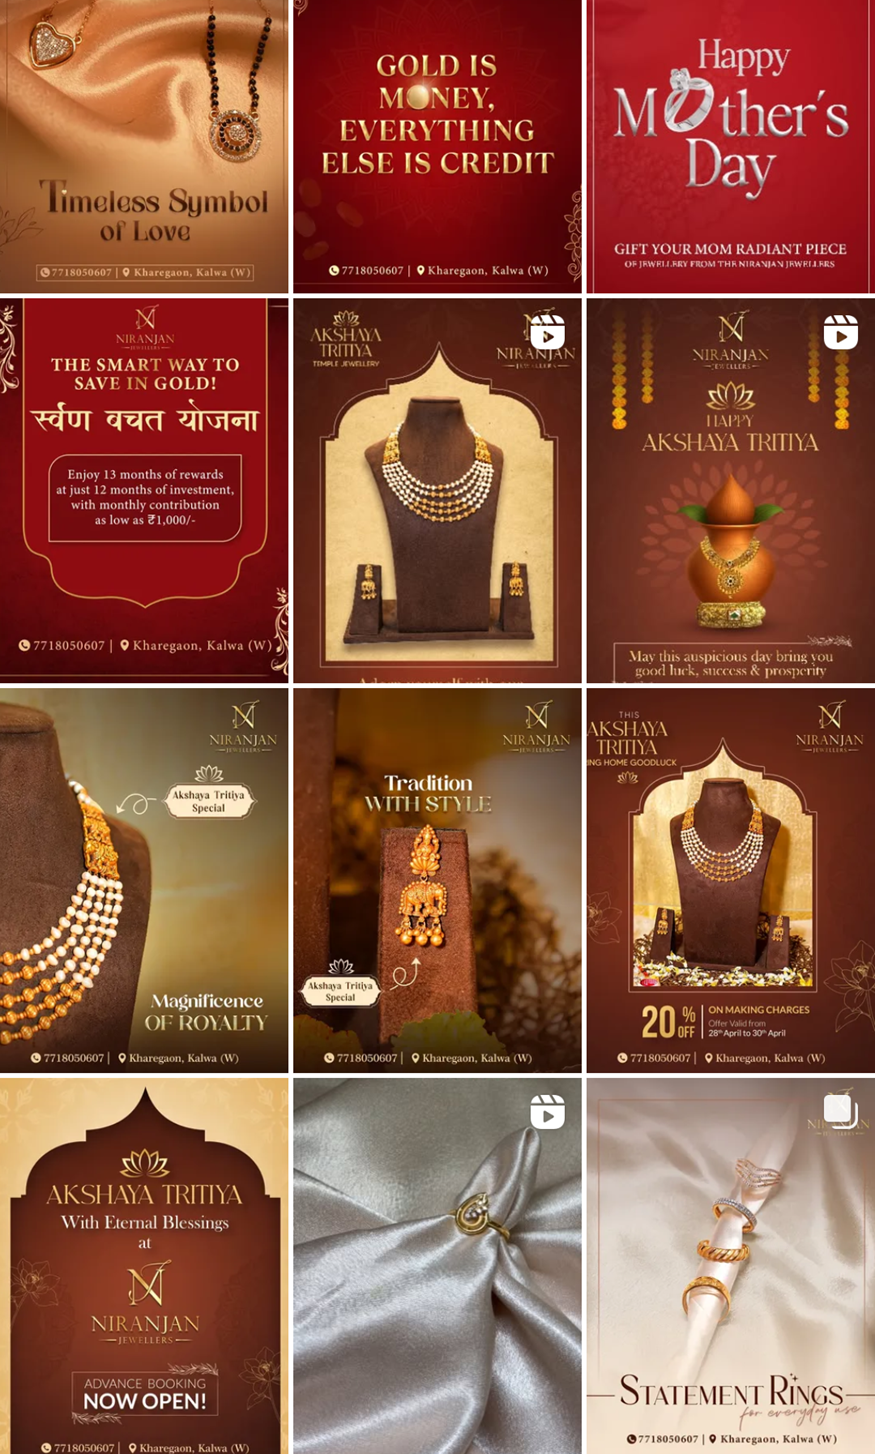 Timeless Symbol
of Love
7718050607 | Kharegaon, Kalwa (W)
GOLD IS
MONEY,
EVERYTHING
ELSE IS CREDIT
7718050607 | Kharegaon, Kalwa (W)
Happy
Mother's
Day
GIFT YOUR MOM RADIANT PIECE
OF JEWELLERY FROM THE NIRANJAN JEWELLERS
NIRANJAN
JEWELLERS
THE SMART WAY TO
SAVE IN GOLD!
र्स्वण बचत योजना
Enjoy 13 months of rewards
at just 12 months of investment,
with monthly contribution
as low as ₹1,000/-
7718050607 | Kharegaon, Kalwa (W)
AKSHAYA
TRITIYA
TEMPLE JEWELLERY
NIRANJAN
JEWELLERS
NIRANJAN
JEWELLERS
HAPPY
AKSHAYA TRITIYA
May this auspicious day bring you
good luck, success & prosperity
NIRANJAN
JEWELLERS
Akshaya Tritiya
Special
Magnificence
OF ROYALTY
7718050607 | Kharegaon, Kalwa (W)
NIRANJAN
JEWELLERS
Tradition
WITH STYLE
Akshaya Tritiya
Special
7718050607 | Kharegaon, Kalwa (W)
THIS
AKSHAYA
TRITIYA
ING HOME GOODLUCK
NIRANJAN
JEWELLERS
20% OFF
ON MAKING CHARGES
Offer Valid from
28th April to 30th April
7718050607 | Kharegaon, Kalwa (W)
AKSHAYA TRITIYA
With Eternal Blessings
at
NIRANJAN
JEWELLERS
ADVANCE BOOKING
NOW OPEN!
7718050607 | Kharegaon, Kalwa (W)
NIRANJAN
STATEMENT RINGS
for everyday use
7718050607 | Kharegaon, Kalwa (W)